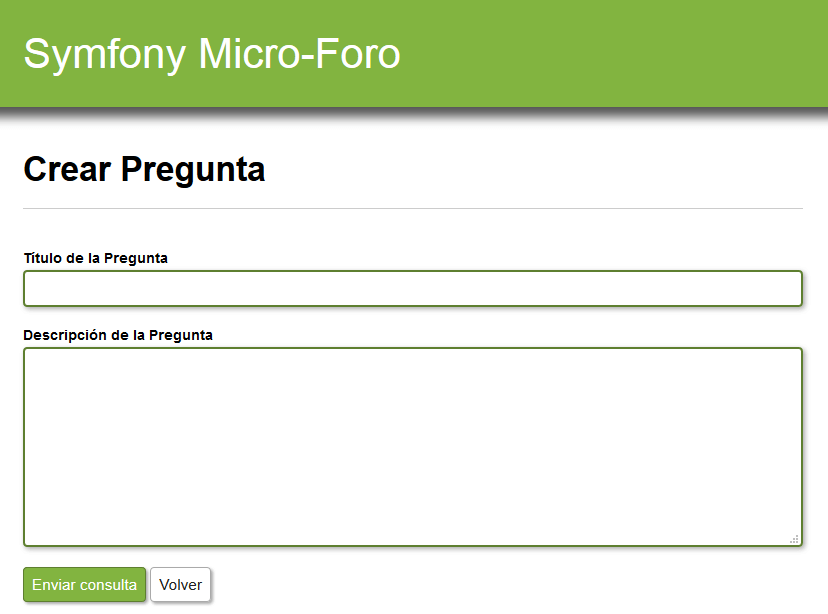 Symfony Micro-Foro
Crear Pregunta
Título de la Pregunta
Descripción de la Pregunta
Enviar consulta
Volver